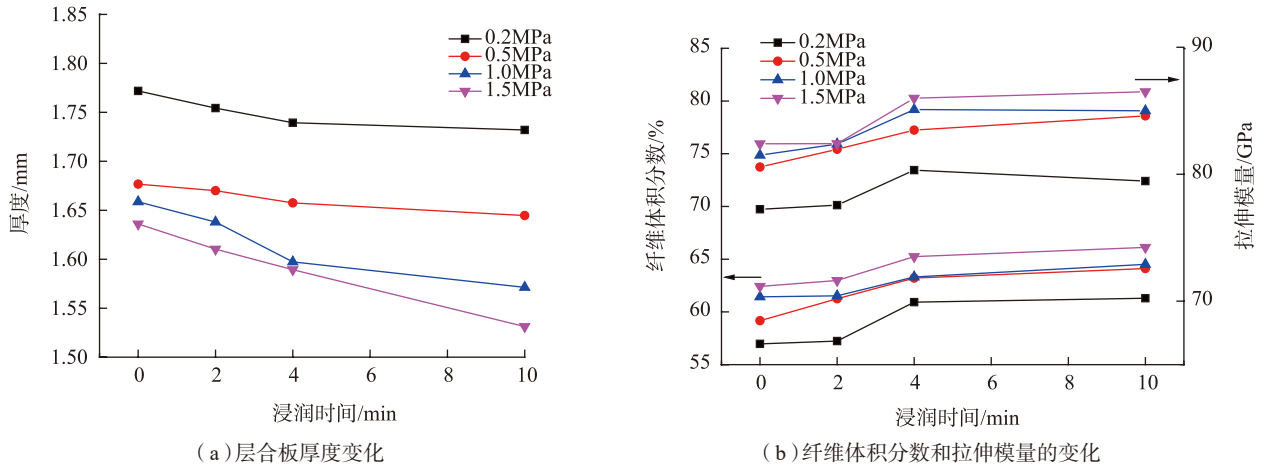 1.85
1.80
1.75
1.70
1.65
1.60
1.55
1.50
厚度/mm
0.2MPa
0.5MPa
1.0MPa
1.5MPa
0 2 4 6 8 10
浸润时间/min
(a)层合板厚度变化
85
80
75
70
65
60
55
纤维体积分数/%
0.2MPa
0.5MPa
1.0MPa
1.5MPa
90
80
70
拉伸模量/GPa
0 2 4 6 8 10
浸润时间/min
(b)纤维体积分数和拉伸模量的变化